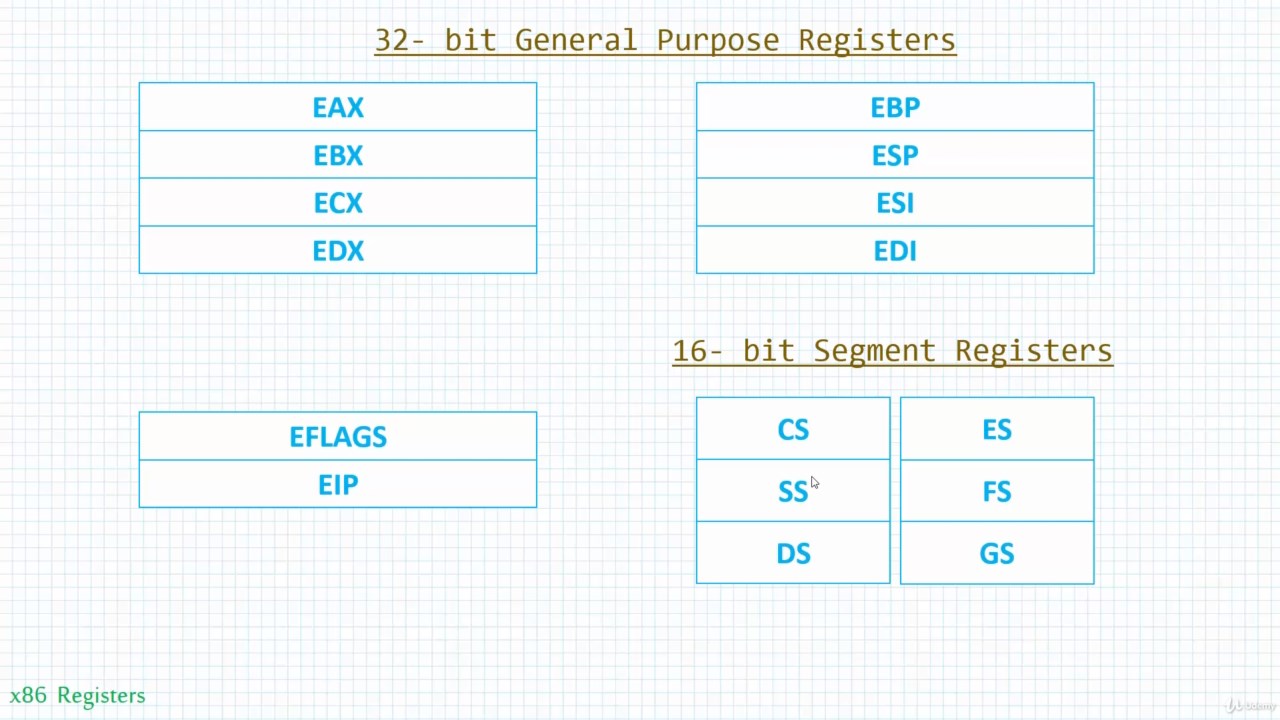 32- bit General Purpose Registers
EAX
EBX
ECX
EDX
EBP
ESP
ESI
EDI
EFLAGS
EIP
16- bit Segment Registers
CS
SS
DS
ES
FS
GS
x86 Registers
Udemy